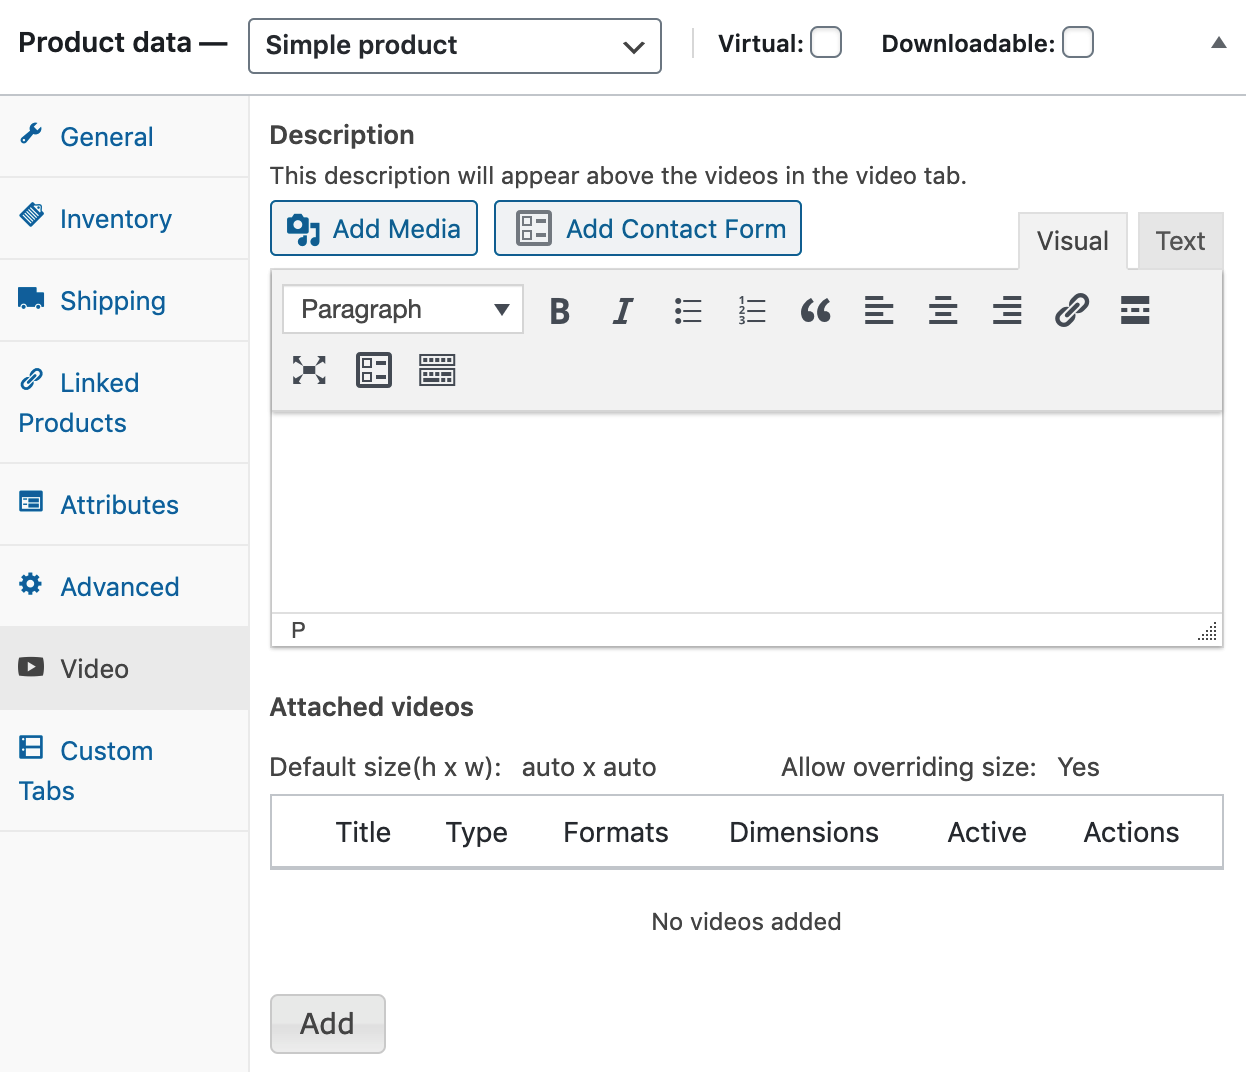 Product data — Simple product Virtual: Downloadable:
General
Inventory
Shipping
Linked
Products
Attributes
Advanced
Video
Custom
Tabs
Description
This description will appear above the videos in the video tab.
Add Media Add Contact Form Visual Text
Paragraph B I
P
Attached videos
Default size(h x w): auto x auto Allow overriding size: Yes
Title Type Formats Dimensions Active Actions
No videos added
Add